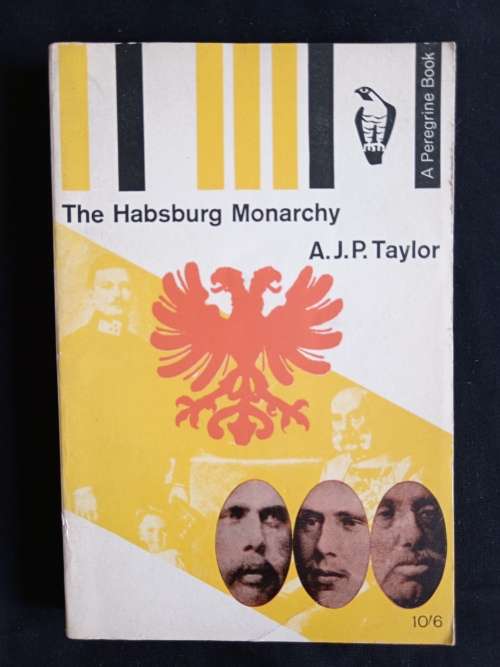 A Peregrine Book
The Habsburg Monarchy
A.J.P. Taylor
10'6